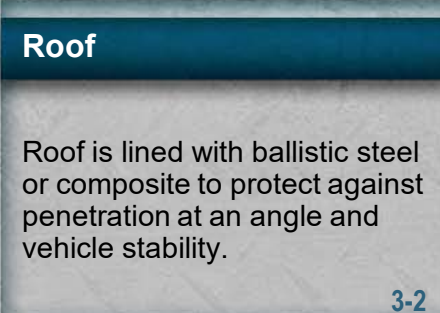 Roof
Roof is lined with ballistic steel
or composite to protect against
penetration at an angle and
vehicle stability.
3-2